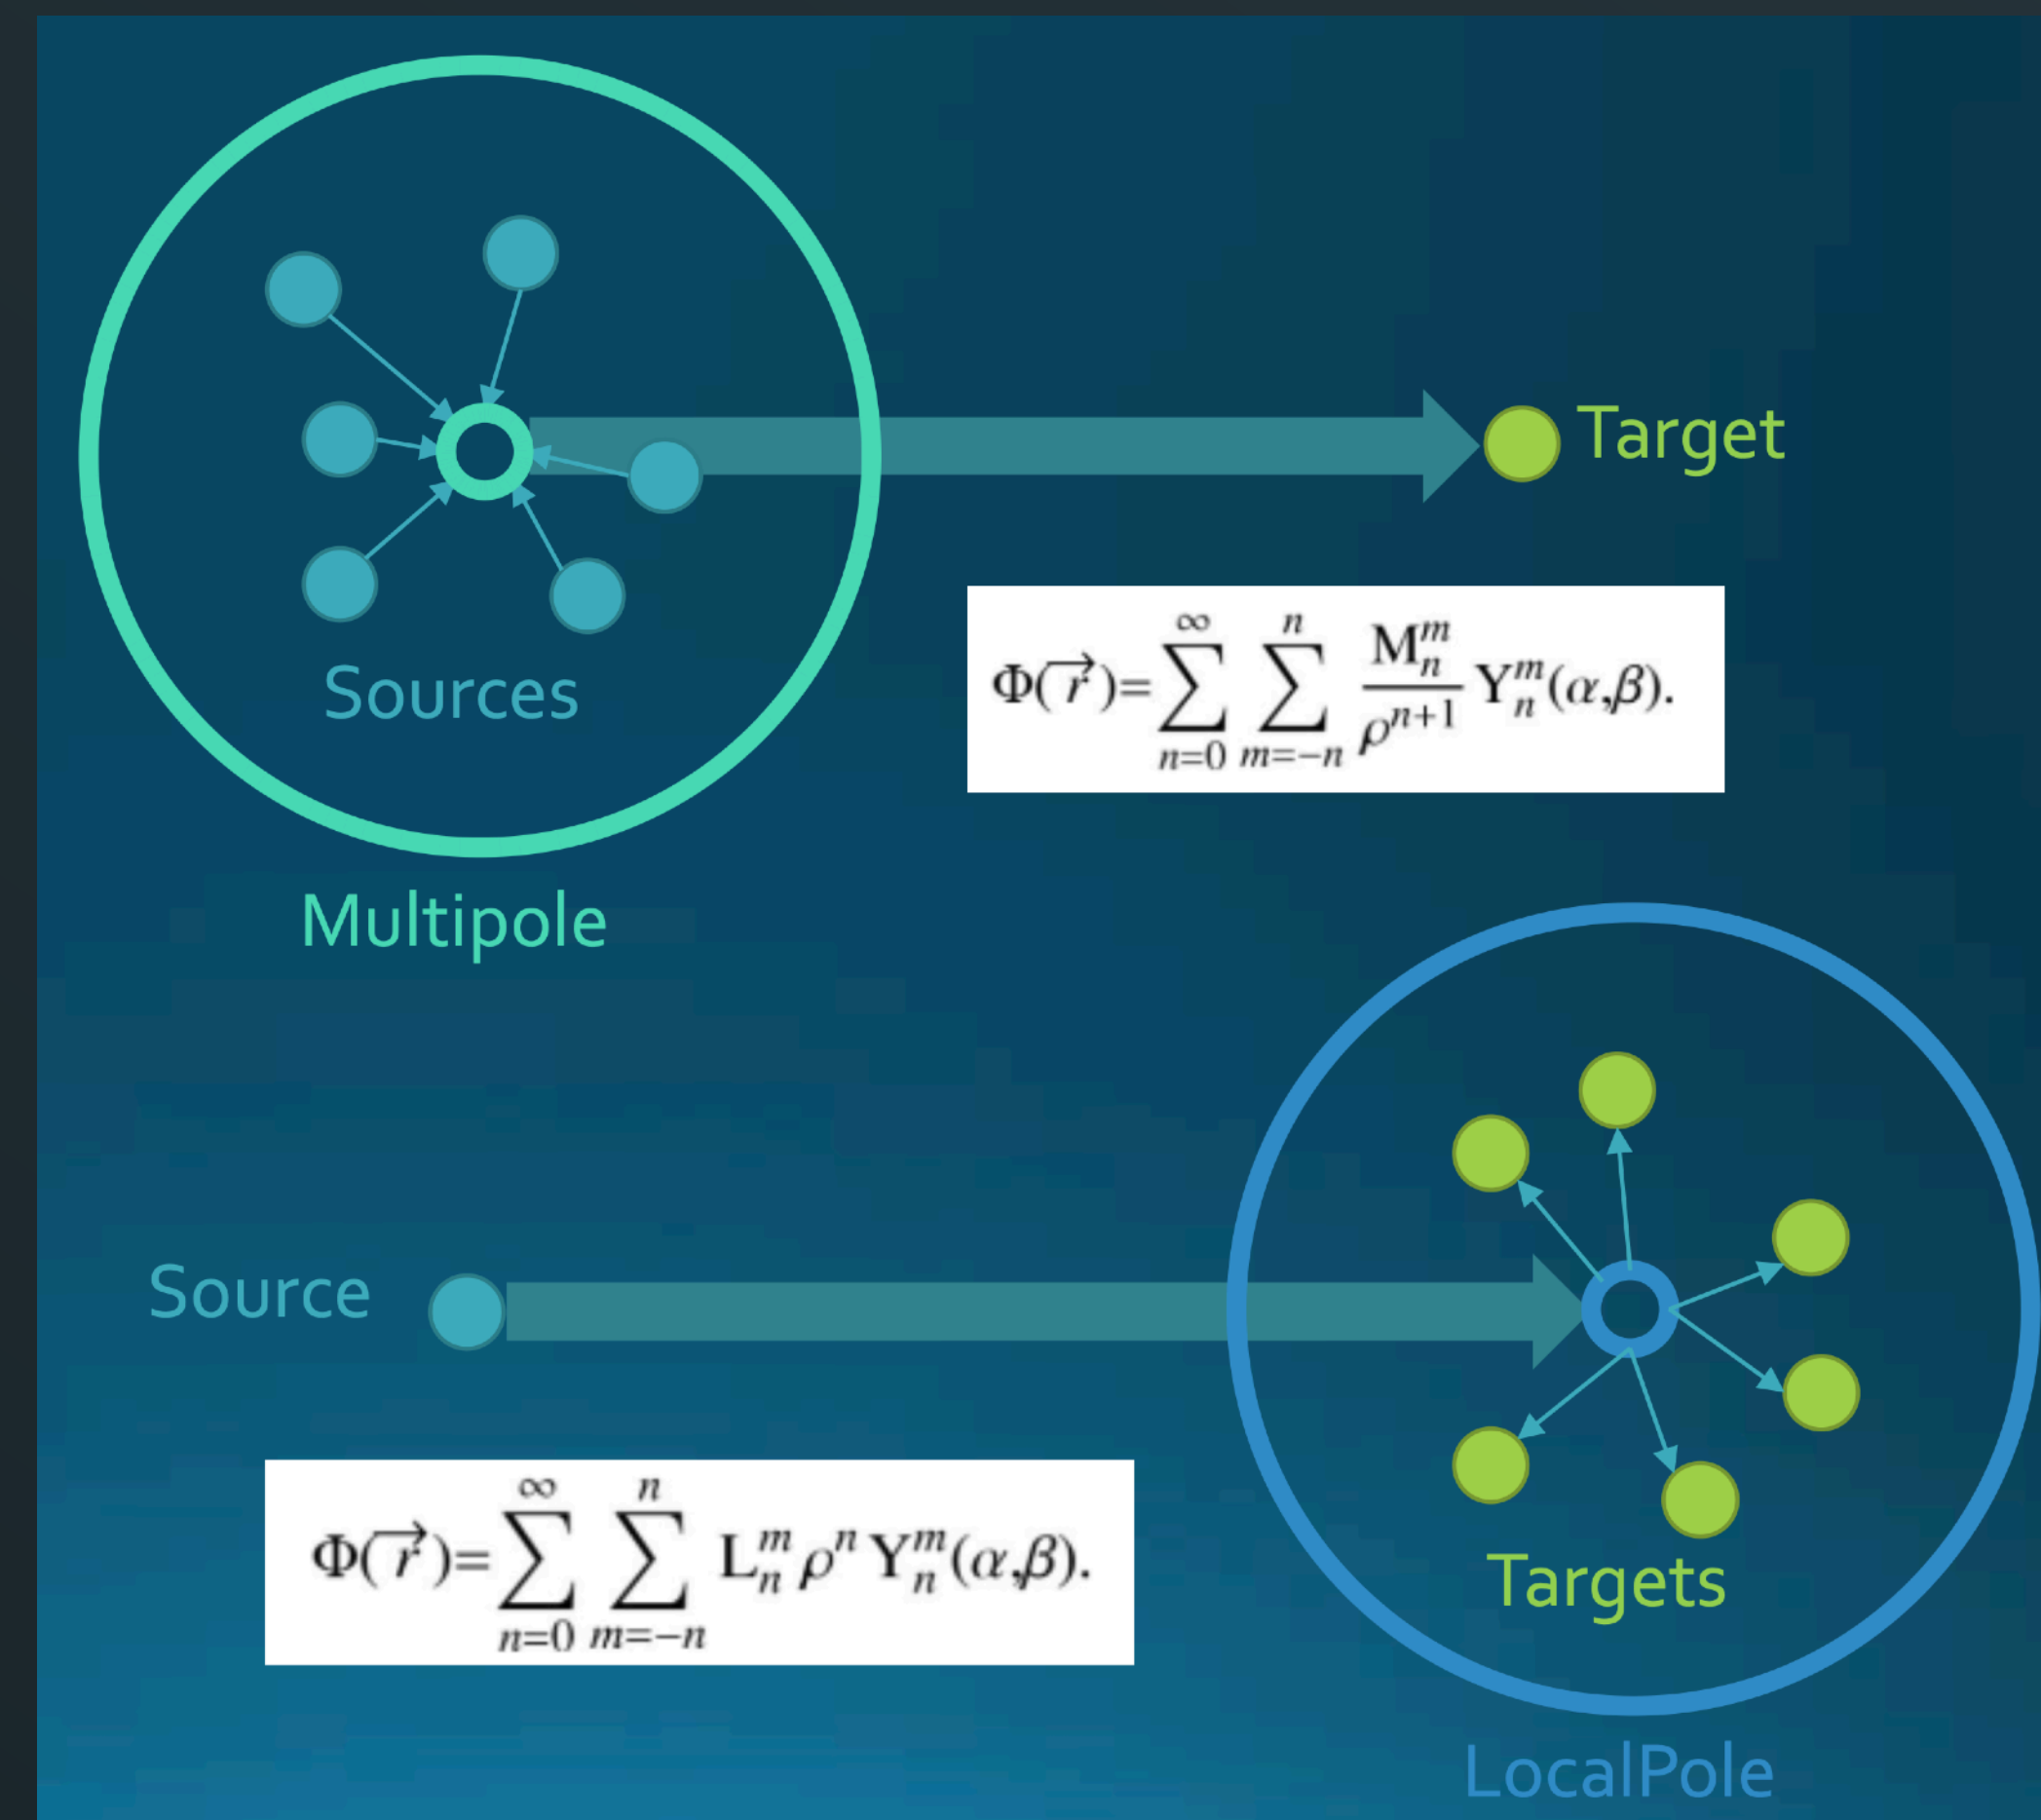 Target
Φ(r⃗)=∑_{n=0}^{∞} ∑_{m=−n}^{n} M_n^m/ρ^{n+1} Y_n^m(α,β).
Sources
Multipole
Source
Φ(r⃗)=∑_{n=0}^{∞} ∑_{m=−n}^{n} L_n^m ρ^n Y_n^m(α,β).
Targets
LocalPole